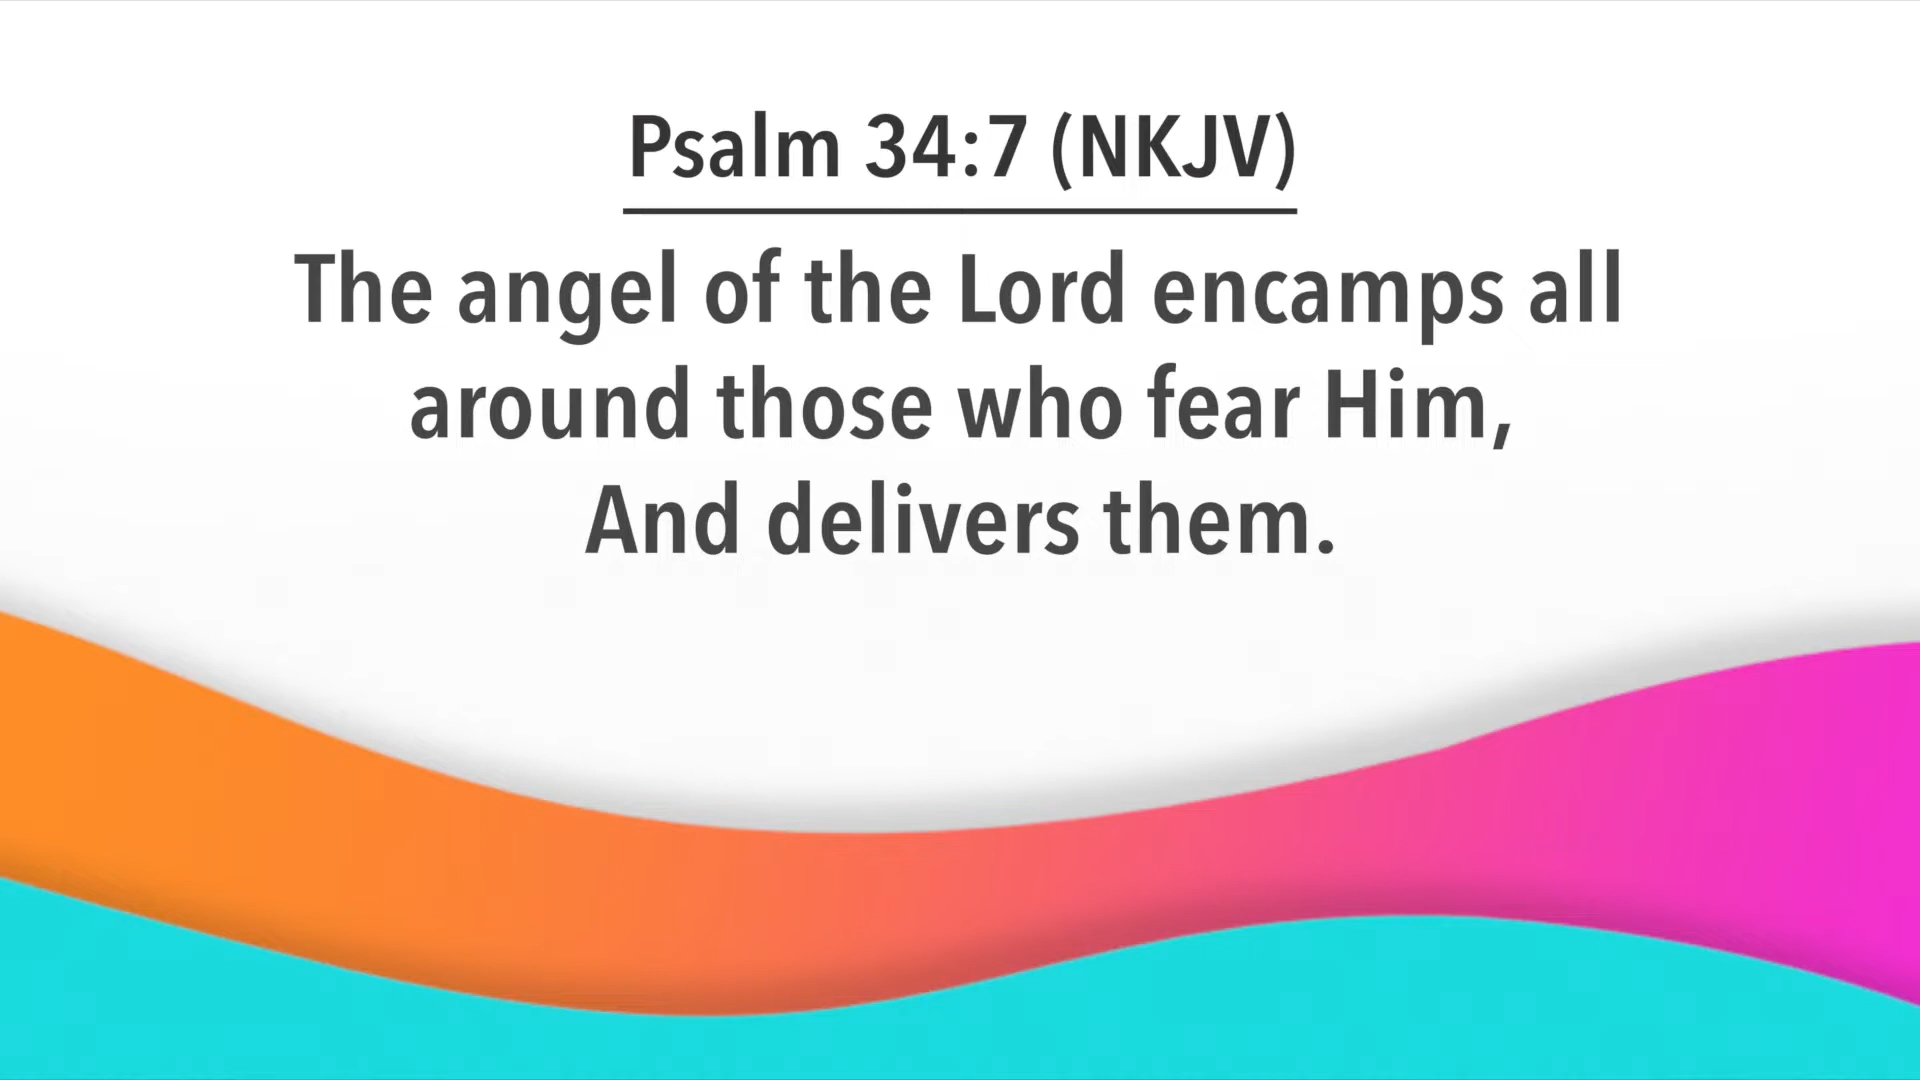 Psalm 34:7 (NKJV)
The angel of the Lord encamps all
around those who fear Him,
And delivers them.